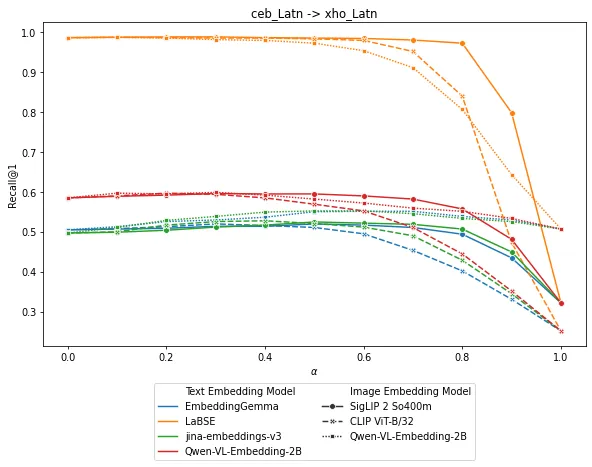 ceb_Latn -> xho_Latn
Recall@1
1.0
0.9
0.8
0.7
0.6
0.5
0.4
0.3
0.0 0.2 0.4 0.6 0.8 1.0
α
Text Embedding Model Image Embedding Model
EmbeddingGemma SigLIP 2 So400m
LaBSE CLIP ViT-B/32
jina-embeddings-v3 Qwen-VL-Embedding-2B
Qwen-VL-Embedding-2B